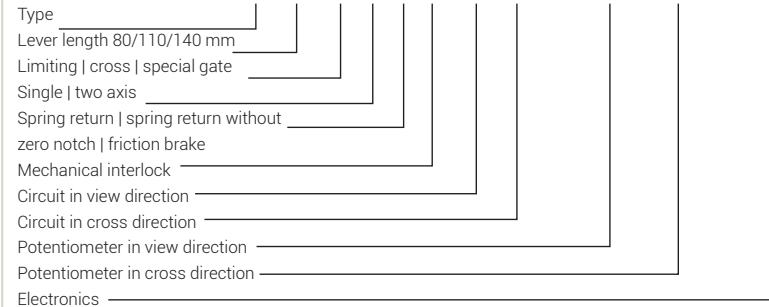 Type
Lever length 80/110/140 mm
Limiting | cross | special gate
Single | two axis
Spring return | spring return without
zero notch | friction brake
Mechanical interlock
Circuit in view direction
Circuit in cross direction
Potentiometer in view direction
Potentiometer in cross direction
Electronics